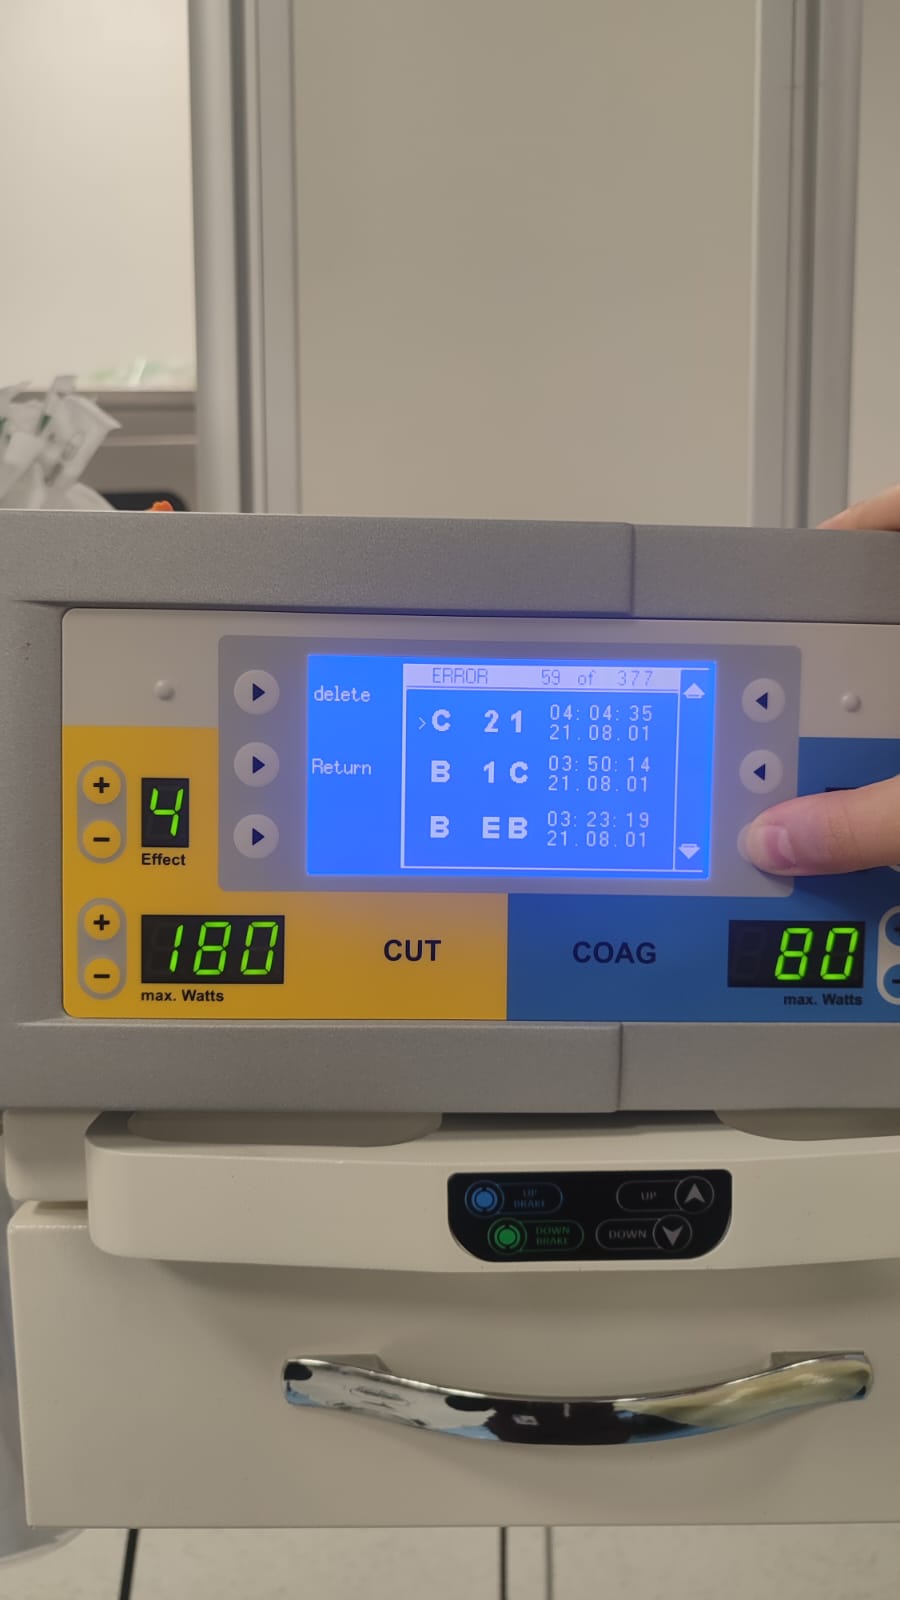 ERROR 59 of 377
delete
>C 21 04:04:35
21.08.01
Return
B 1C 03:50:14
21.08.01
B EB 03:23:19
21.08.01
+
4
−
Effect
+
180
−
max. Watts
CUT
COAG
80
max. Watts
UP BRAKE
UP
DOWN BRAKE
DOWN